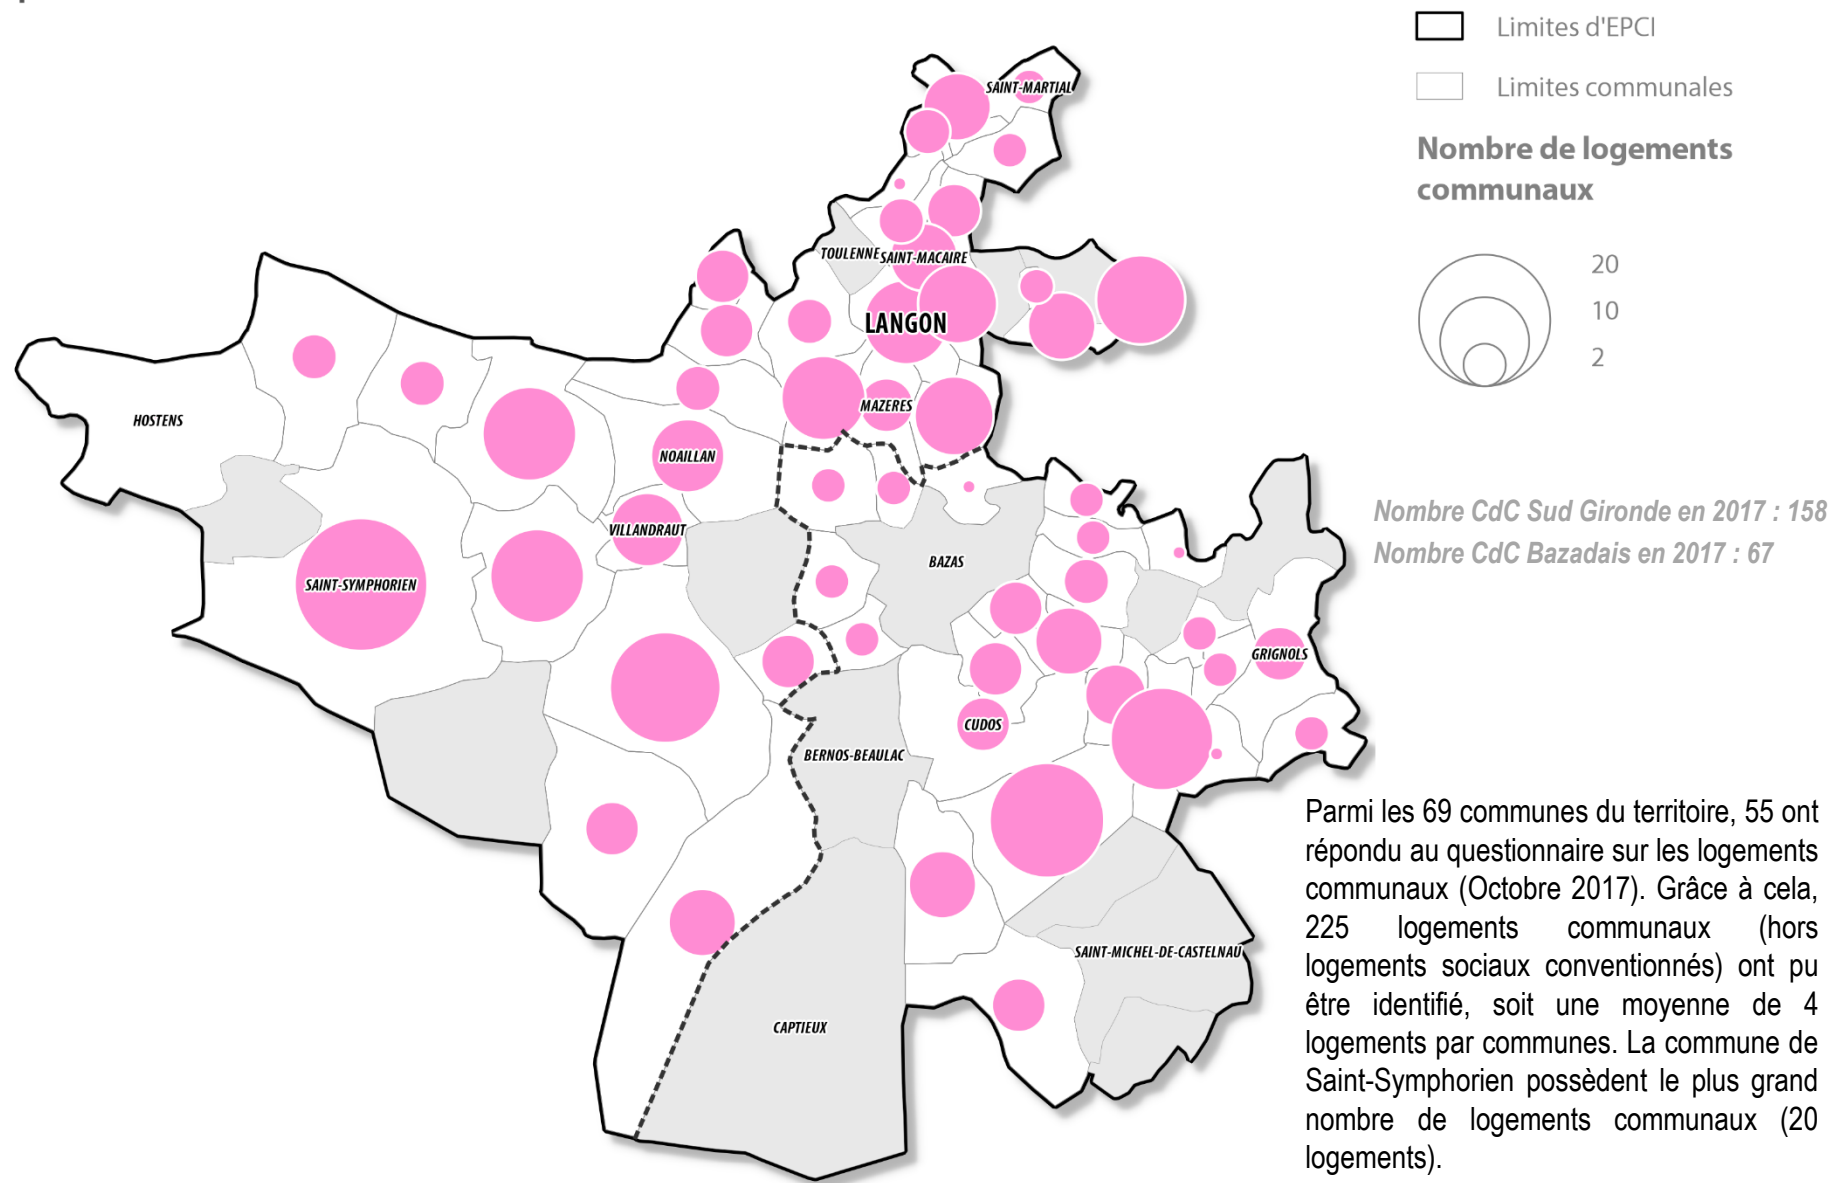 Limites d'EPCI
Limites communales
Nombre de logements
communaux
20
10
2
SAINT-MARTIAL
TOULENNE
SAINT-MACAIRE
LANGON
HOSTENS
MAZERES
NOAILLAN
VILLANDRAUT
SAINT-SYMPHORIEN
BAZAS
GRIGNOLS
CUDOS
BERNOS-BEAULAC
SAINT-MICHEL-DE-CASTELNAU
CAPTIEUX
Nombre CdC Sud Gironde en 2017 : 158
Nombre CdC Bazadais en 2017 : 67
Parmi les 69 communes du territoire, 55 ont
répondu au questionnaire sur les logements
communaux (Octobre 2017). Grâce à cela,
225 logements communaux (hors
logements sociaux conventionnés) ont pu
être identifié, soit une moyenne de 4
logements par communes. La commune de
Saint-Symphorien possèdent le plus grand
nombre de logements communaux (20
logements).